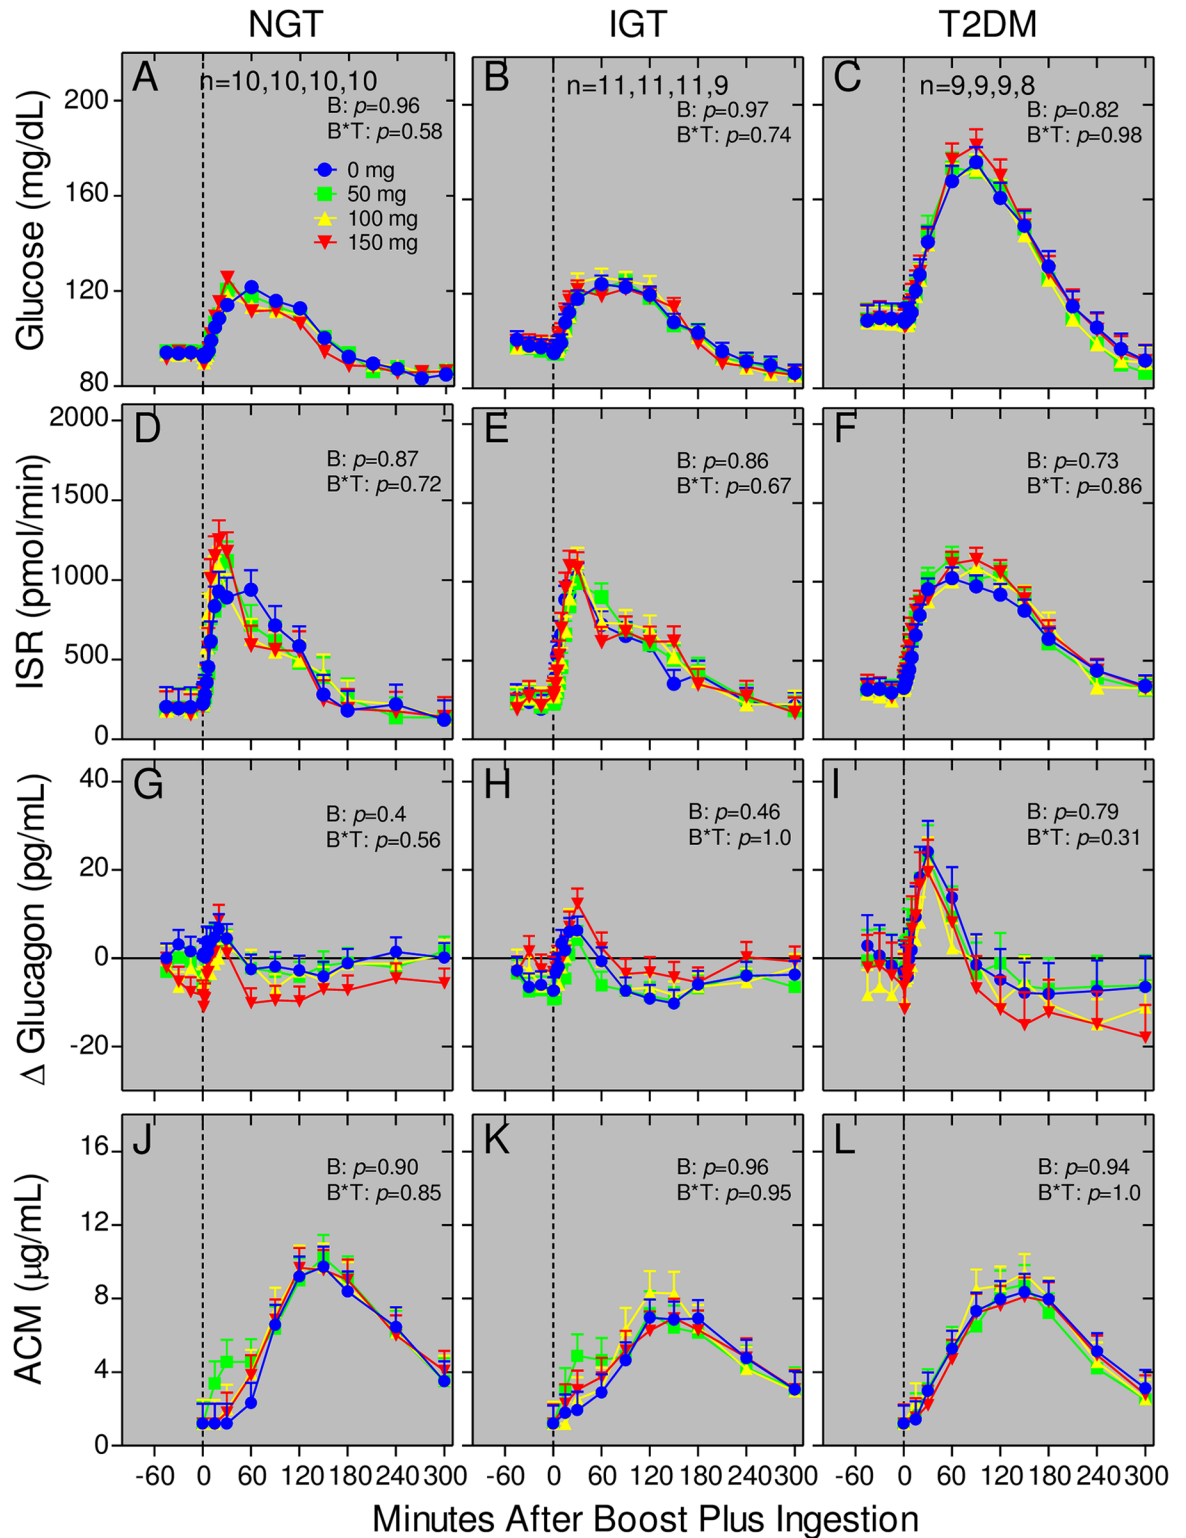 NGT IGT T2DM
A n=10,10,10,10
B: p=0.96
B*T: p=0.58
0 mg
50 mg
100 mg
150 mg
B n=11,11,11,9
B: p=0.97
B*T: p=0.74
C n=9,9,9,8
B: p=0.82
B*T: p=0.98
Glucose (mg/dL)
200
160
120
80
D
B: p=0.87
B*T: p=0.72
E
B: p=0.86
B*T: p=0.67
F
B: p=0.73
B*T: p=0.86
ISR (pmol/min)
2000
1500
1000
500
0
G
B: p=0.4
B*T: p=0.56
H
B: p=0.46
B*T: p=1.0
I
B: p=0.79
B*T: p=0.31
Δ Glucagon (pg/mL)
40
20
0
-20
J
B: p=0.90
B*T: p=0.85
K
B: p=0.96
B*T: p=0.95
L
B: p=0.94
B*T: p=1.0
ACM (µg/mL)
16
12
8
4
0
-60 0 60 120 180 240 300 -60 0 60 120 180 240 300 -60 0 60 120 180 240 300
Minutes After Boost Plus Ingestion